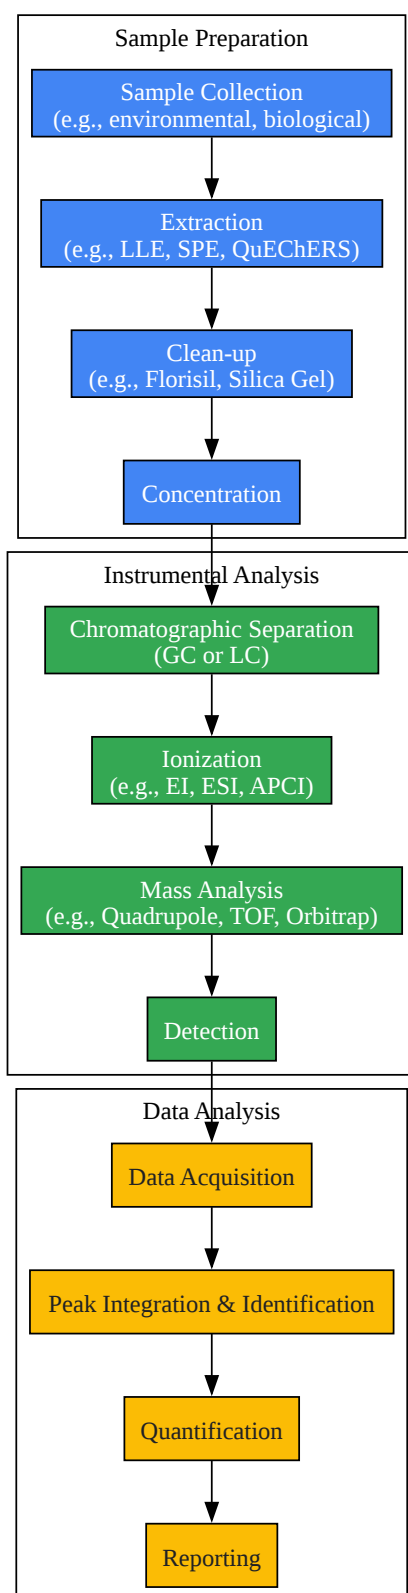 Sample Preparation
Sample Collection
(e.g., environmental, biological)
Extraction
(e.g., LLE, SPE, QuEChERS)
Clean-up
(e.g., Florisil, Silica Gel)
Concentration
Instrumental Analysis
Chromatographic Separation
(GC or LC)
Ionization
(e.g., EI, ESI, APCI)
Mass Analysis
(e.g., Quadrupole, TOF, Orbitrap)
Detection
Data Analysis
Data Acquisition
Peak Integration & Identification
Quantification
Reporting